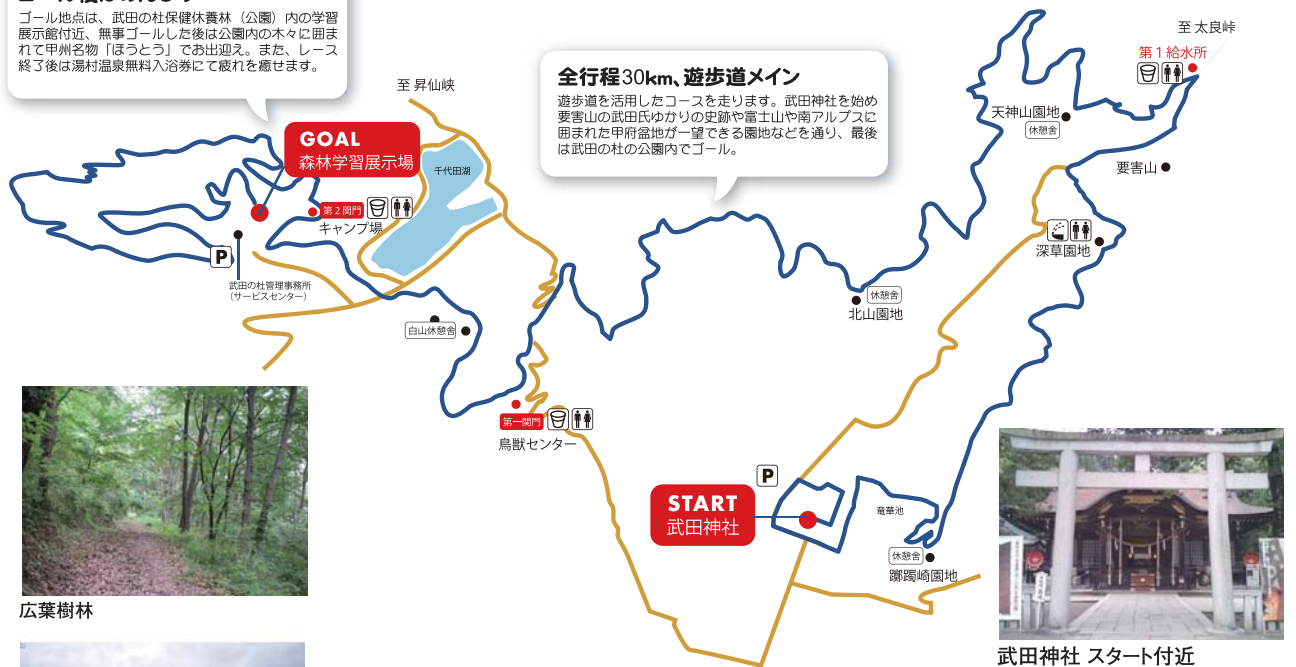 ゴール地点は、武田の杜保健休養林（公園）内の学習
展示館付近、無事ゴールした後は公園内の木々に囲ま
れて甲州名物「ほうとう」でお出迎え。また、レース
終了後は湯村温泉無料入浴券にて疲れを癒せます。
至 昇仙峡
全行程30km、遊歩道メイン
遊歩道を活用したコースを走ります。武田神社を始め
要害山の武田氏ゆかりの史跡や富士山や南アルプスに
囲まれた甲府盆地が一望できる園地などを通り、最後
は武田の杜の公園内でゴール。
至 太良峠
第1給水所
天神山園地
休憩舎
要害山
GOAL
森林学習展示場
千代田湖
第2関門
キャンプ場
P
武田の杜管理事務所
（サービスセンター）
深草園地
休憩舎
北山園地
白山休憩舎
第一関門
鳥獣センター
P
START
武田神社
竜華池
休憩舎
躑躅崎園地
広葉樹林
武田神社 スタート付近